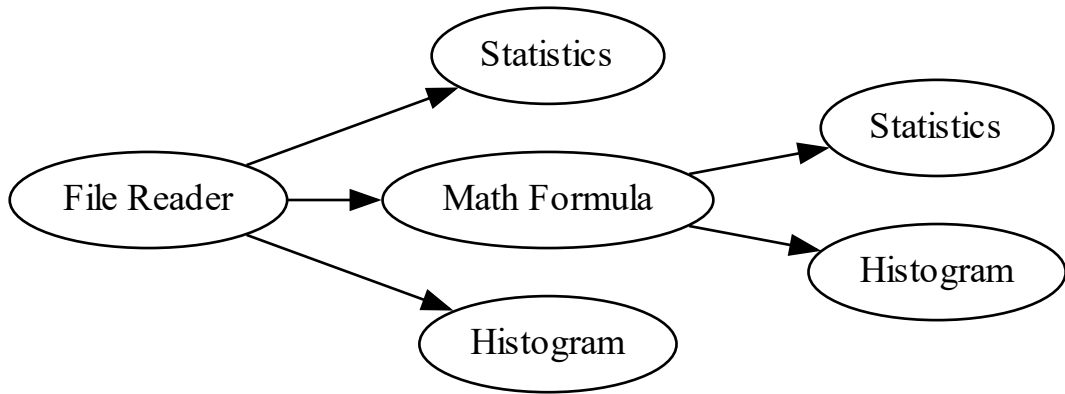 Statistics
Statistics
File Reader
Math Formula
Histogram
Histogram